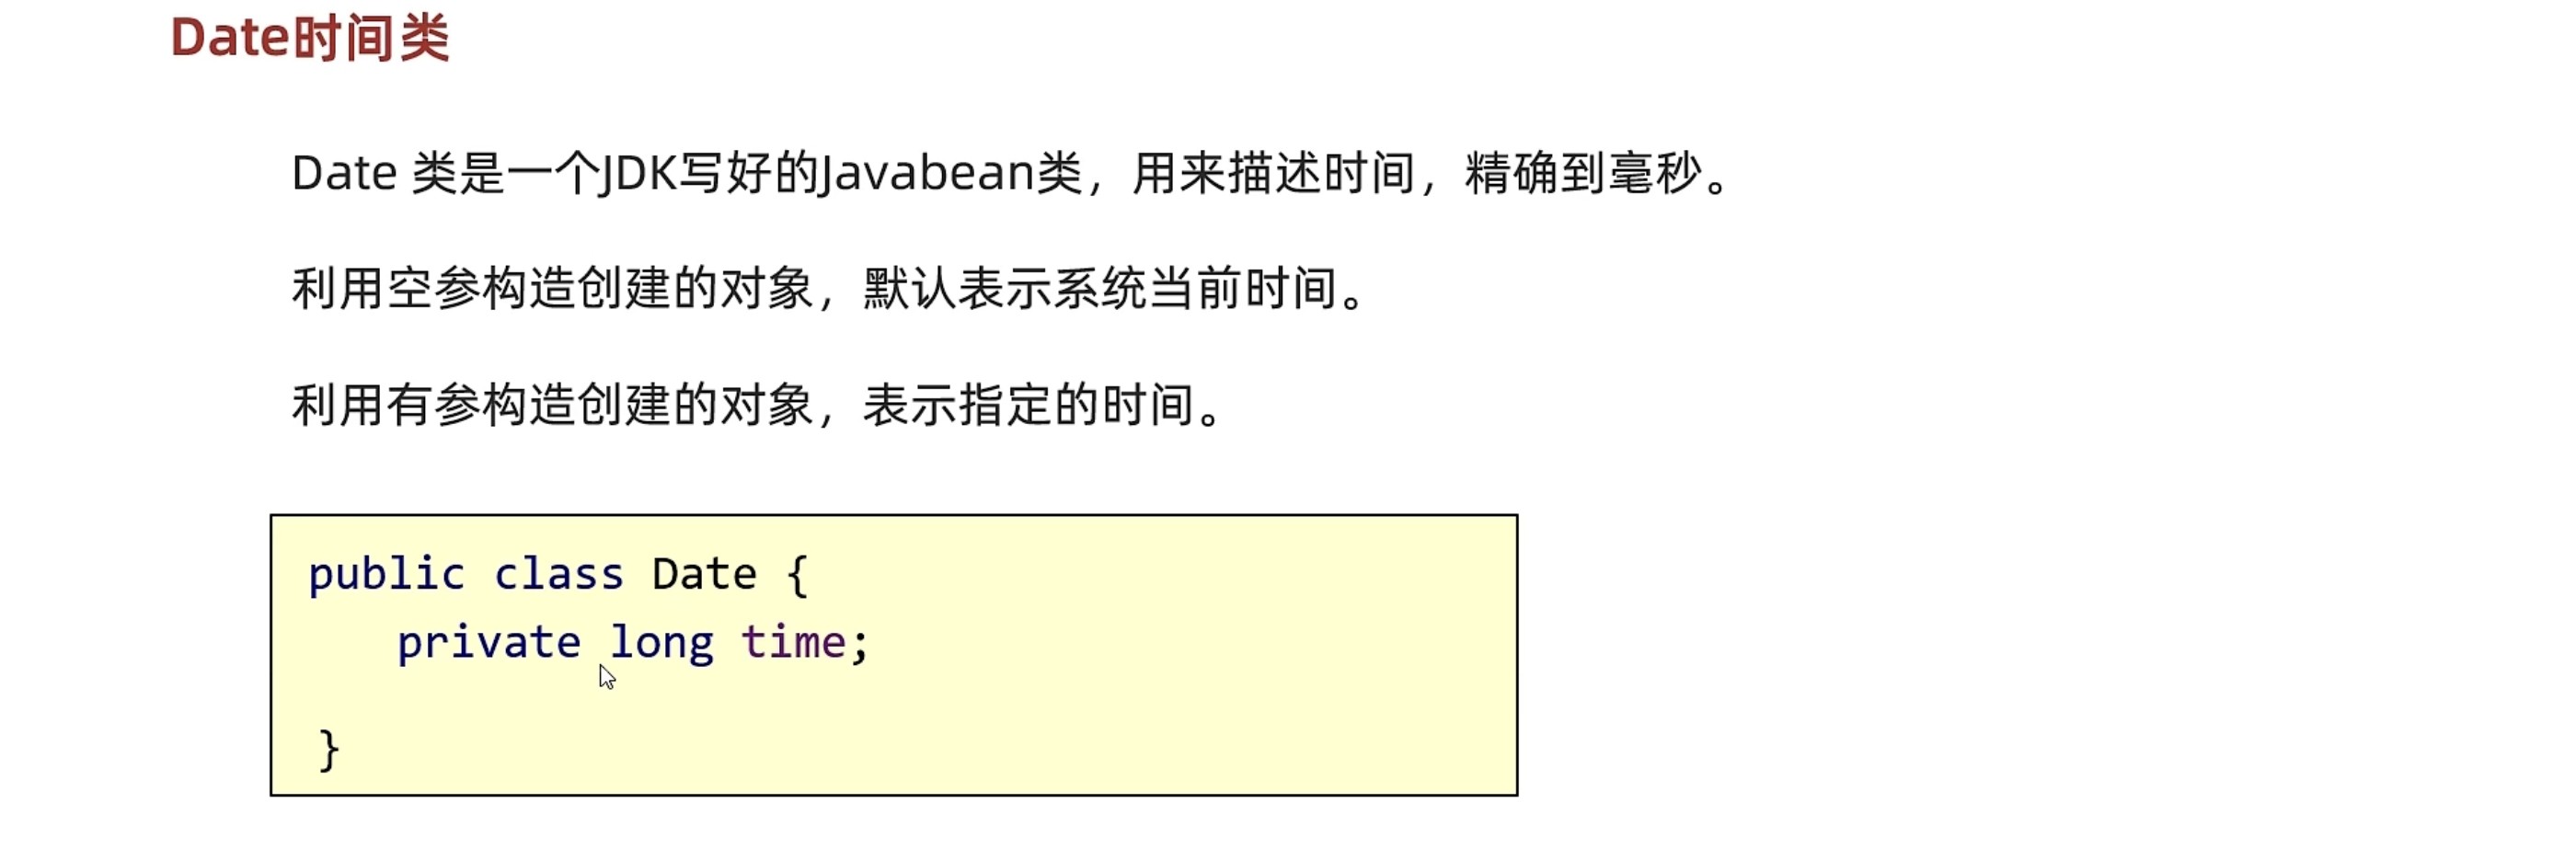 Date时间类
Date 类是一个JDK写好的Javabean类，用来描述时间，精确到毫秒。
利用空参构造创建的对象，默认表示系统当前时间。
利用有参构造创建的对象，表示指定的时间。
public class Date {
private long time;
}